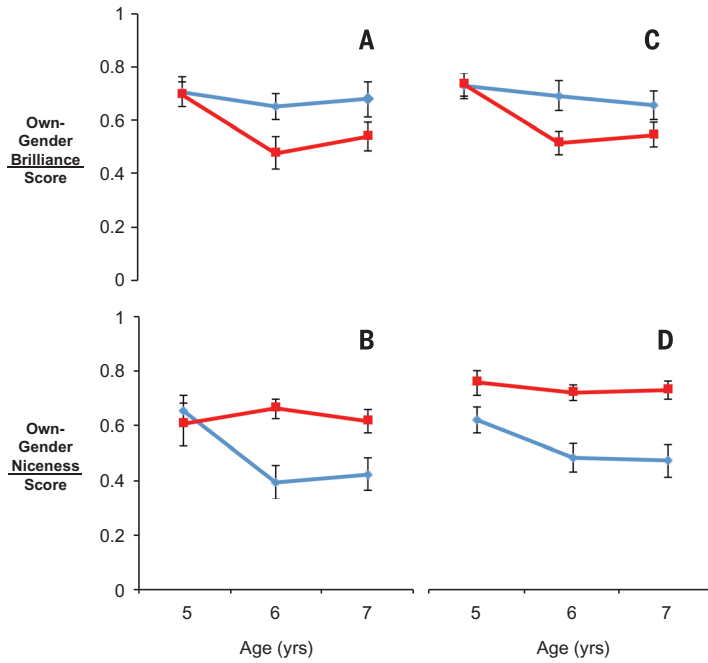 1
0.8
0.6
0.4
0.2
0
Own-
Gender
Brilliance
Score
A
C
1
0.8
0.6
0.4
0.2
0
Own-
Gender
Niceness
Score
B
D
5 6 7
5 6 7
Age (yrs)
Age (yrs)